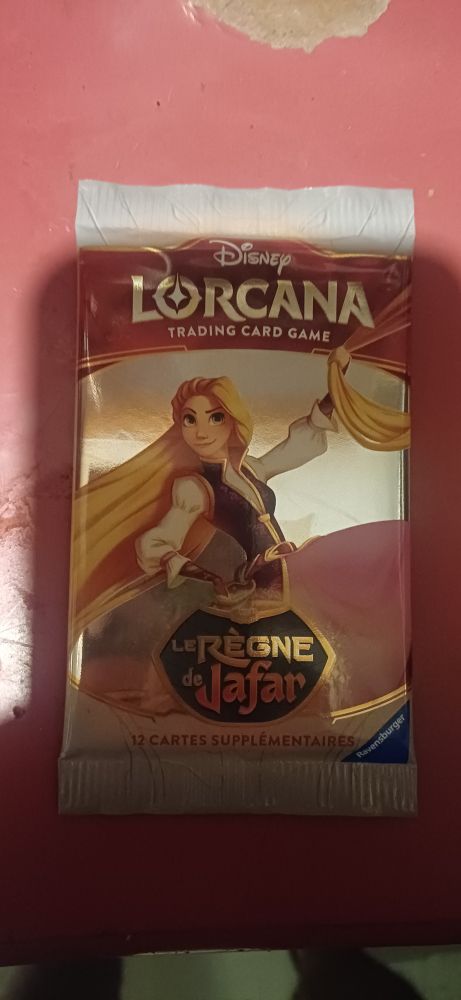 Disney
LORCANA
TRADING CARD GAME
LE RÈGNE
de Jafar
12 CARTES SUPPLÉMENTAIRES
Ravensburger